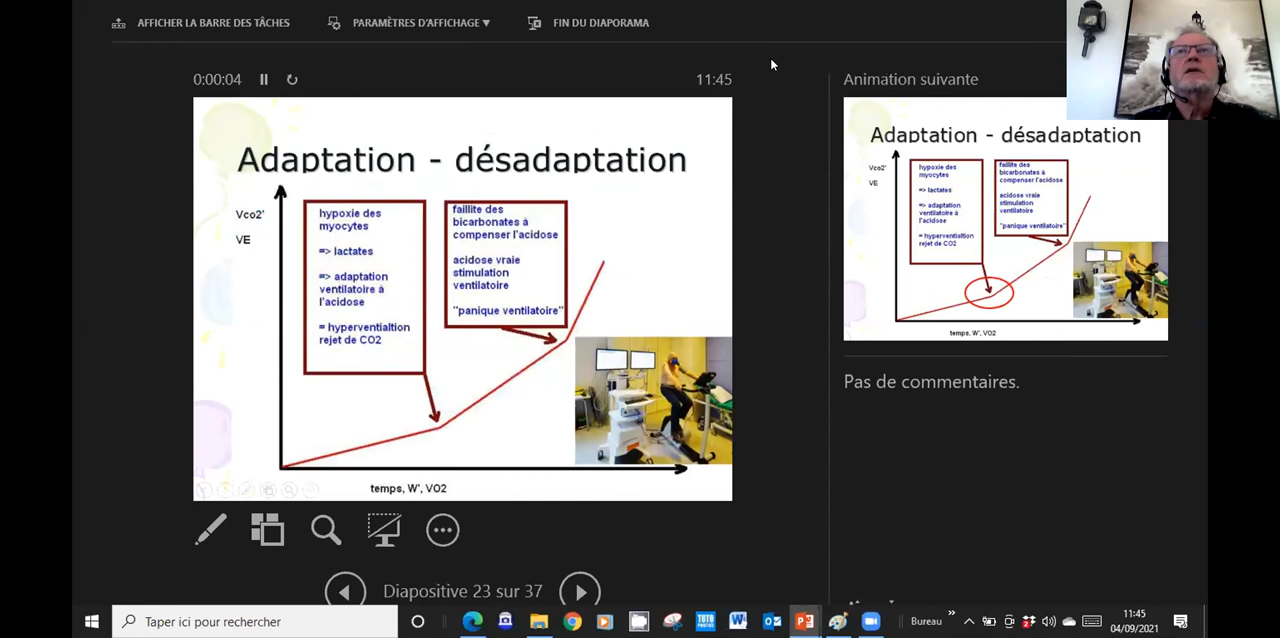 AFFICHER LA BARRE DES TÂCHES
PARAMÈTRES D'AFFICHAGE ▼
FIN DU DIAPORAMA
0:00:04
11:45
Adaptation - désadaptation
Vco2'
VE
hypoxie des
myocytes
=> lactates
=> adaptation
ventilatoire à
l'acidose
= hyperventialtion
rejet de CO2
faillite des
bicarbonates à
compenser l'acidose
acidose vraie
stimulation
ventilatoire
"panique ventilatoire"
temps, W', VO2
Animation suivante
Adaptation - désadaptation
Vco2'
VE
hypoxie des
myocytes
=> lactates
=> adaptation
ventilatoire à
l'acidose
= hyperventialtion
rejet de CO2
faillite des
bicarbonates à
compenser l'acidose
acidose vraie
stimulation
ventilatoire
"panique ventilatoire"
temps, W', VO2
Pas de commentaires.
Diapositive 23 sur 37
Taper ici pour rechercher
TUTO
Bureau
»
11:45
04/09/2021